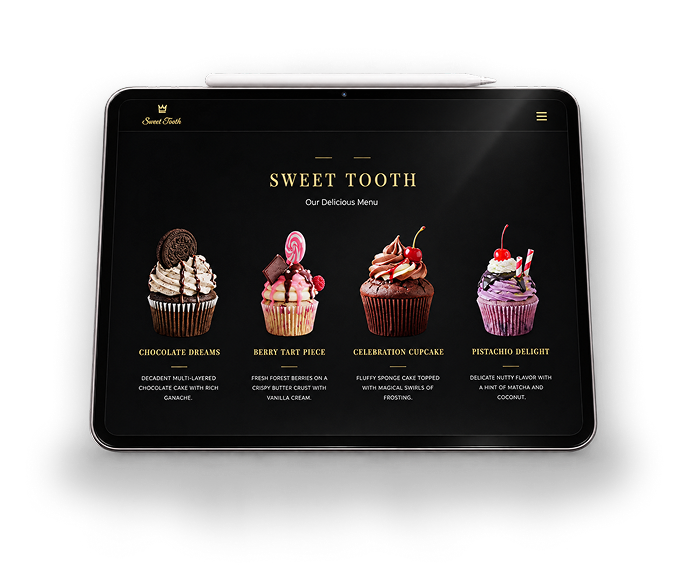 Sweet Tooth
SWEET TOOTH
Our Delicious Menu
CHOCOLATE DREAMS
DECADENT MULTI-LAYERED
CHOCOLATE CAKE WITH RICH
GANACHE.
BERRY TART PIECE
FRESH FOREST BERRIES ON A
CRISPY BUTTER CRUST WITH
VANILLA CREAM.
CELEBRATION CUPCAKE
FLUFFY SPONGE CAKE TOPPED
WITH MAGICAL SWIRLS OF
FROSTING.
PISTACHIO DELIGHT
DELICATE NUTTY FLAVOR WITH
A HINT OF MATCHA AND
COCONUT.